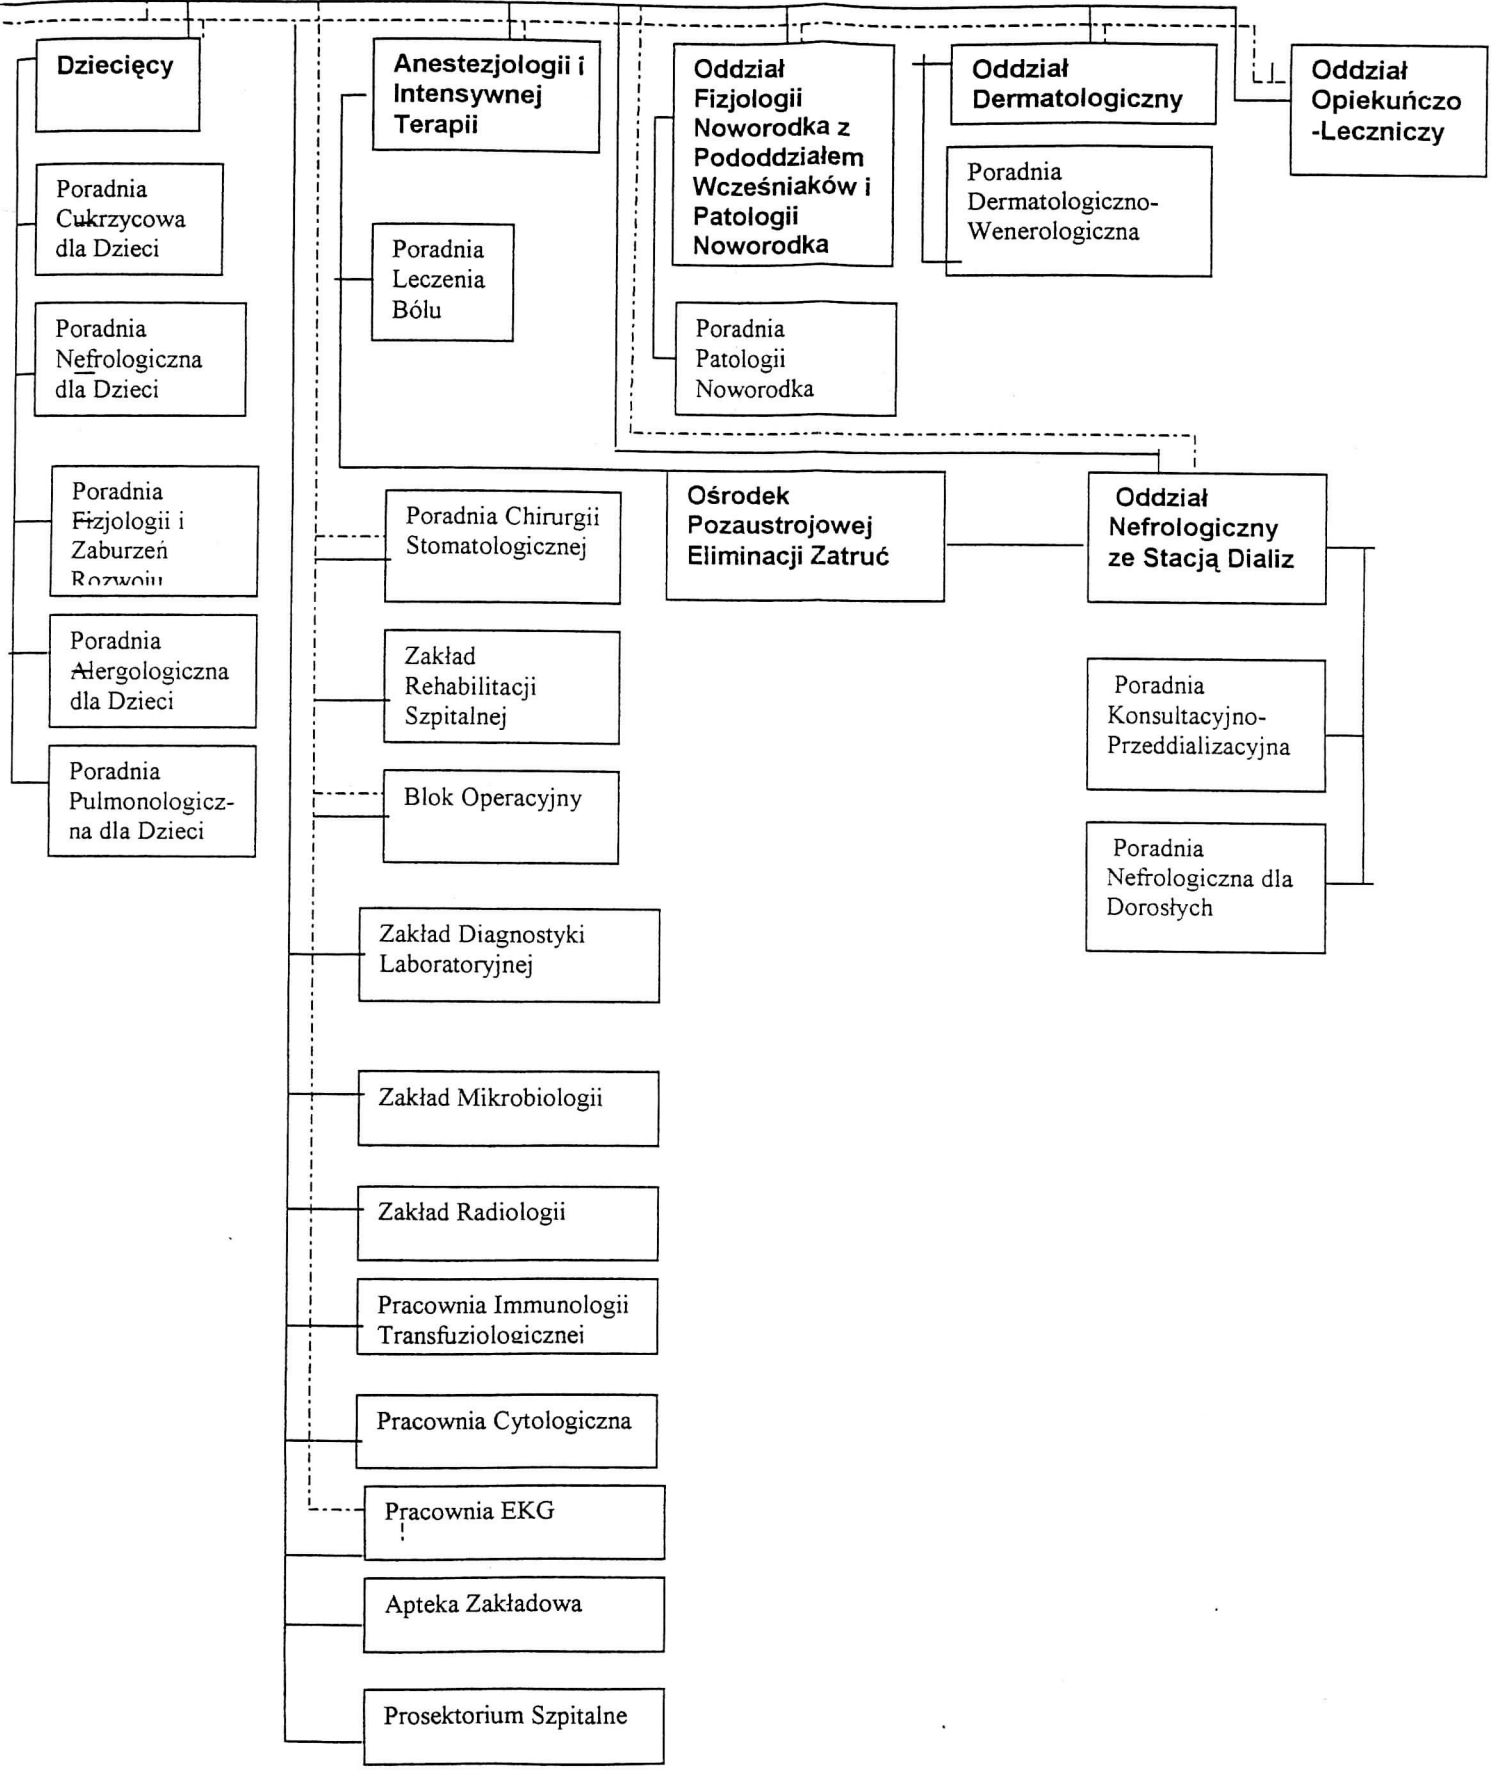 Dziecięcy
Poradnia
Cukrzycowa
dla Dzieci
Poradnia
Nefrologiczna
dla Dzieci
Poradnia
Fizjologii i
Zaburzeń
Rozwoju
Poradnia
Alergologiczna
dla Dzieci
Poradnia
Pulmonologicz-
na dla Dzieci
Anestezjologii i
Intensywnej
Terapii
Poradnia
Leczenia
Bólu
Poradnia Chirurgii
Stomatologicznej
Zakład
Rehabilitacji
Szpitalnej
Blok Operacyjny
Zakład Diagnostyki
Laboratoryjnej
Zakład Mikrobiologii
Zakład Radiologii
Pracownia Immunologii
Transfuziologicznej
Pracownia Cytologiczna
Pracownia EKG
Apteka Zakładowa
Prosektorium Szpitalne
Oddział
Fizjologii
Noworodka z
Pododdziałem
Wcześniaków i
Patologii
Noworodka
Poradnia
Patologii
Noworodka
Ośrodek
Pozaustrojowej
Eliminacji Zatruć
Oddział
Dermatologiczny
Poradnia
Dermatologiczno-
Wenerologiczna
Oddział
Nefrologiczny
ze Stacją Dializ
Poradnia
Konsultacyjno-
Przeddializacyjna
Poradnia
Nefrologiczna dla
Dorosłych
Oddział
Opiekuńczo
-Leczniczy